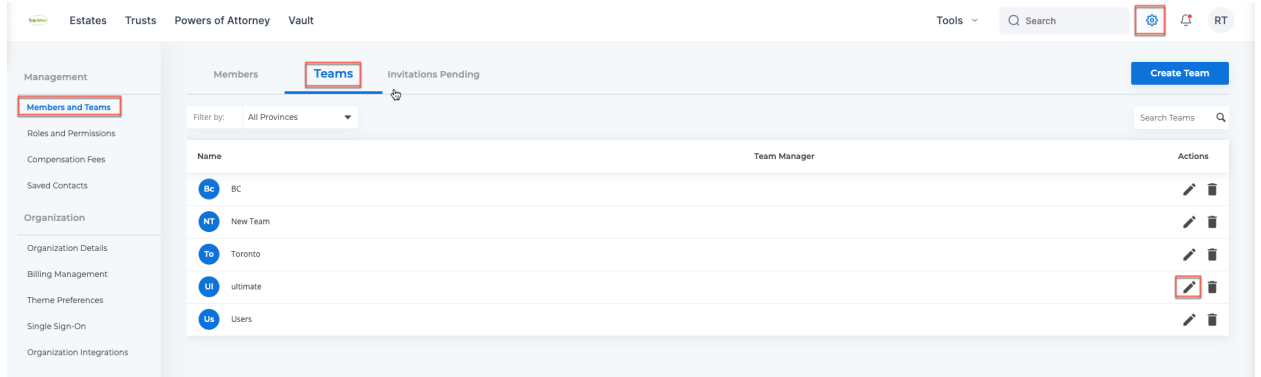 Estates Trusts Powers of Attorney Vault Tools Search RT
Management
Members and Teams
Roles and Permissions
Compensation Fees
Saved Contacts
Organization
Organization Details
Billing Management
Theme Preferences
Single Sign-On
Organization Integrations
Members Teams Invitations Pending Create Team
Filter by: All Provinces Search Teams
Name Team Manager Actions
Bc BC
NT New Team
To Toronto
Ul ultimate
Us Users